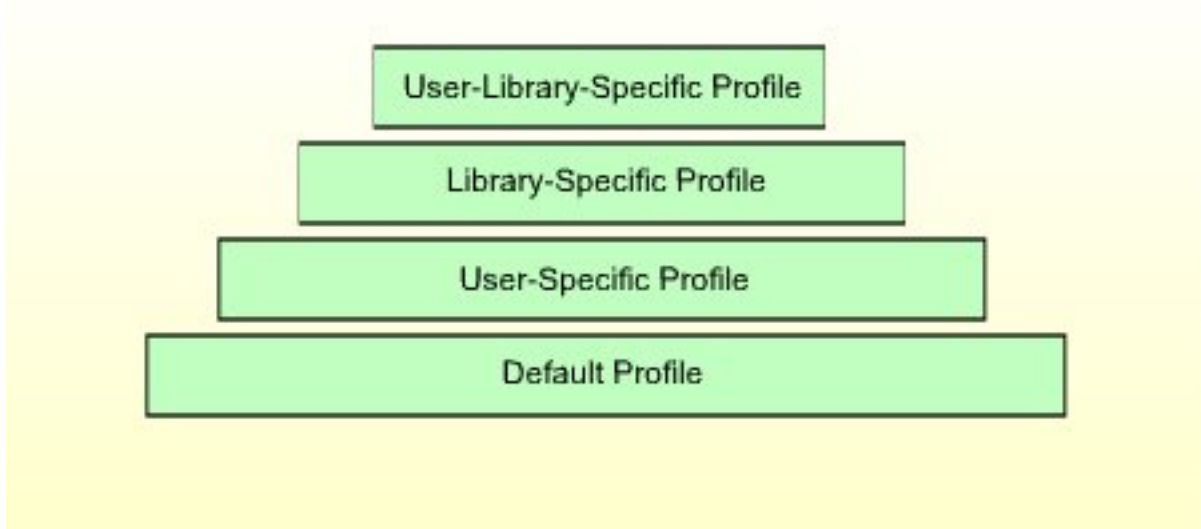 User-Library-Specific Profile
Library-Specific Profile
User-Specific Profile
Default Profile